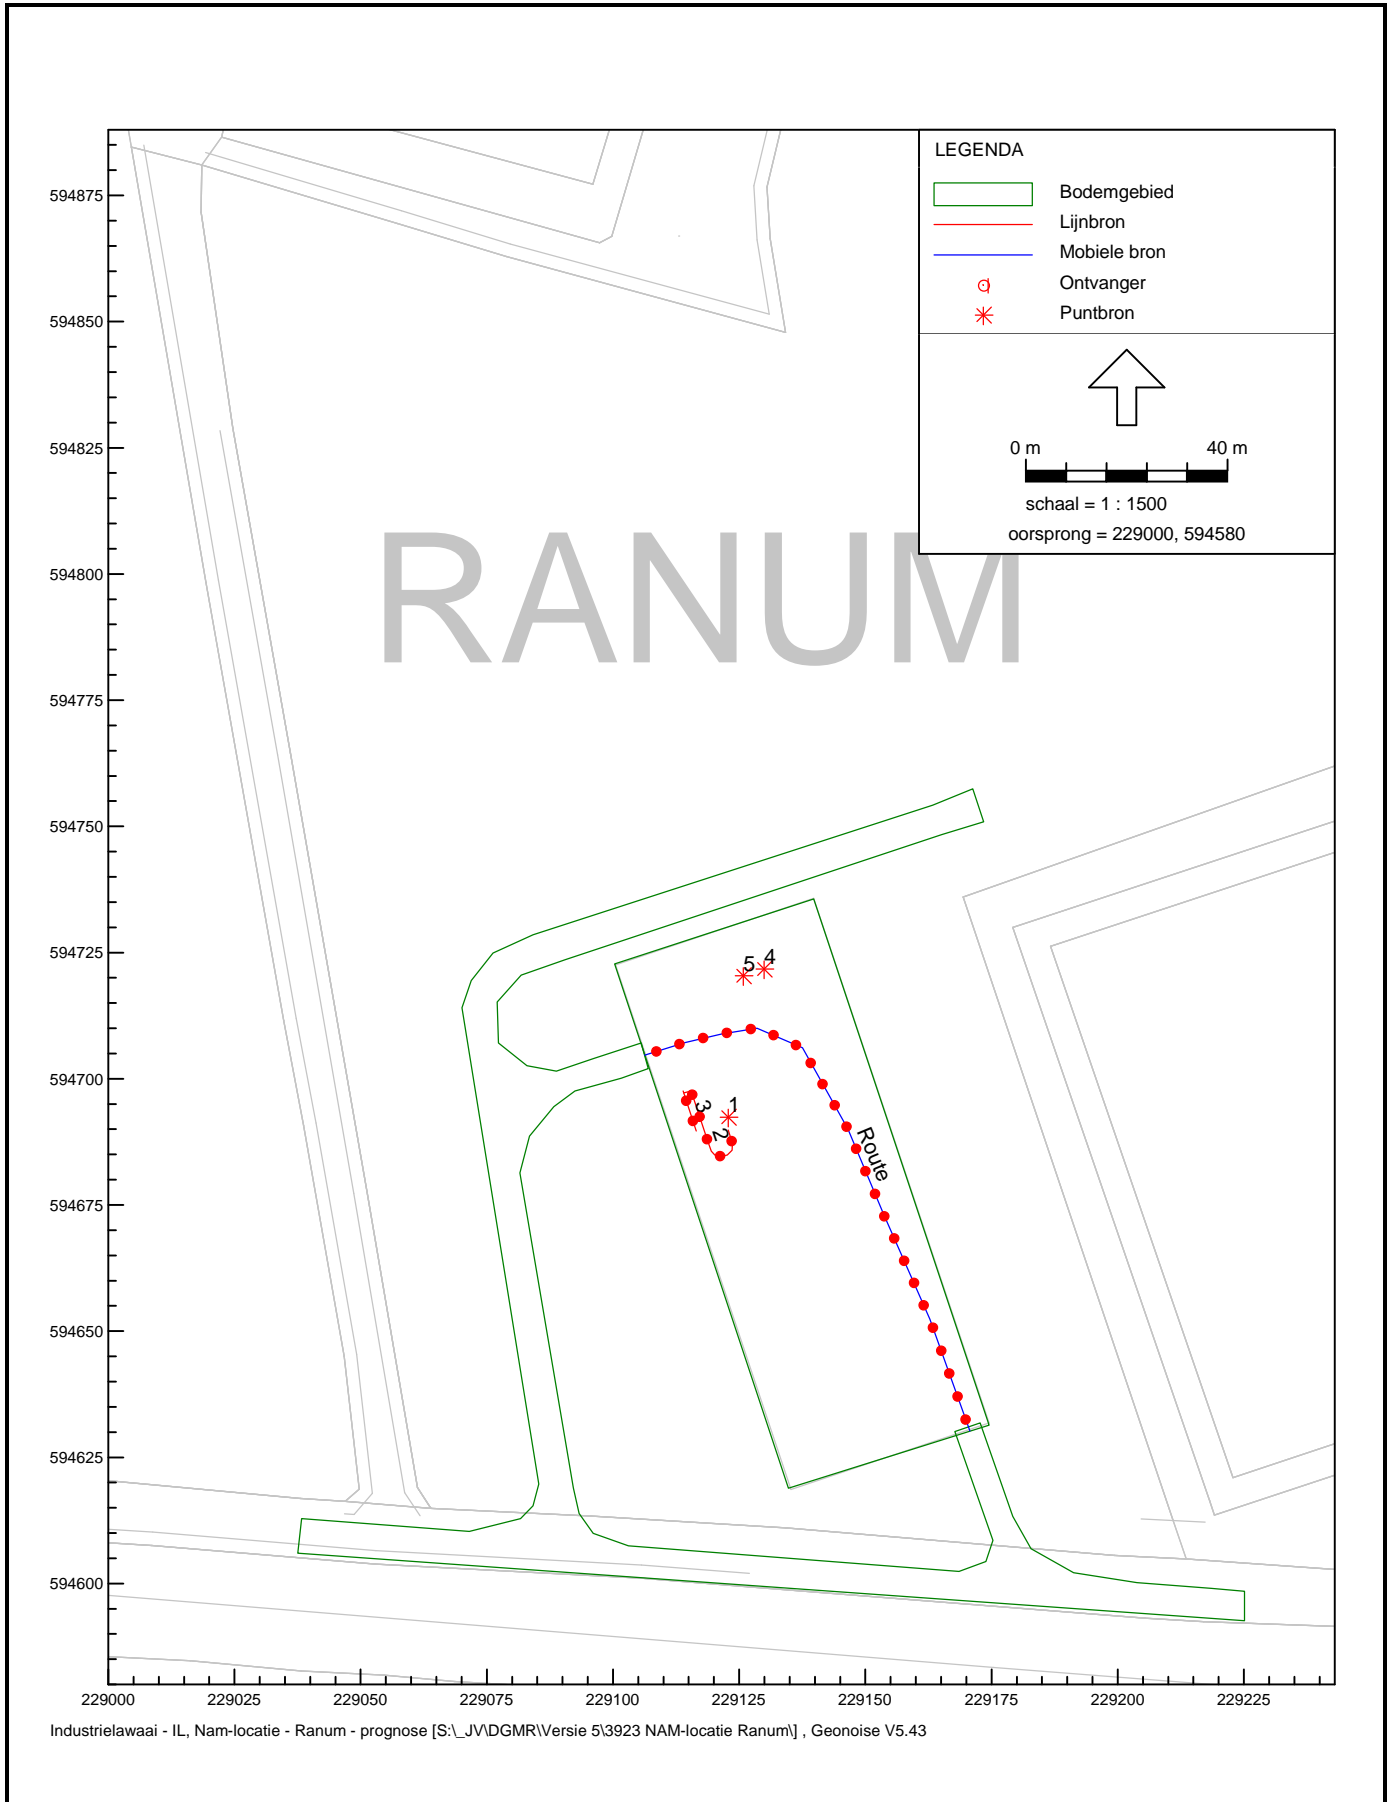 LEGENDA
Bodemgebied
Lijnbron
Mobiele bron
Ontvanger
Puntbron
0 m 40 m
schaal = 1 : 1500
oorsprong = 229000, 594580
594875
594850
594825
594800
594775
594750
594725
594700
594675
594650
594625
594600
RANUM
5 4
3 1
2
Route
229000 229025 229050 229075 229100 229125 229150 229175 229200 229225
Industrielawaai - IL, Nam-locatie - Ranum - prognose [S:\_JV\DGMR\Versie 5\3923 NAM-locatie Ranum\] , Geonoise V5.43